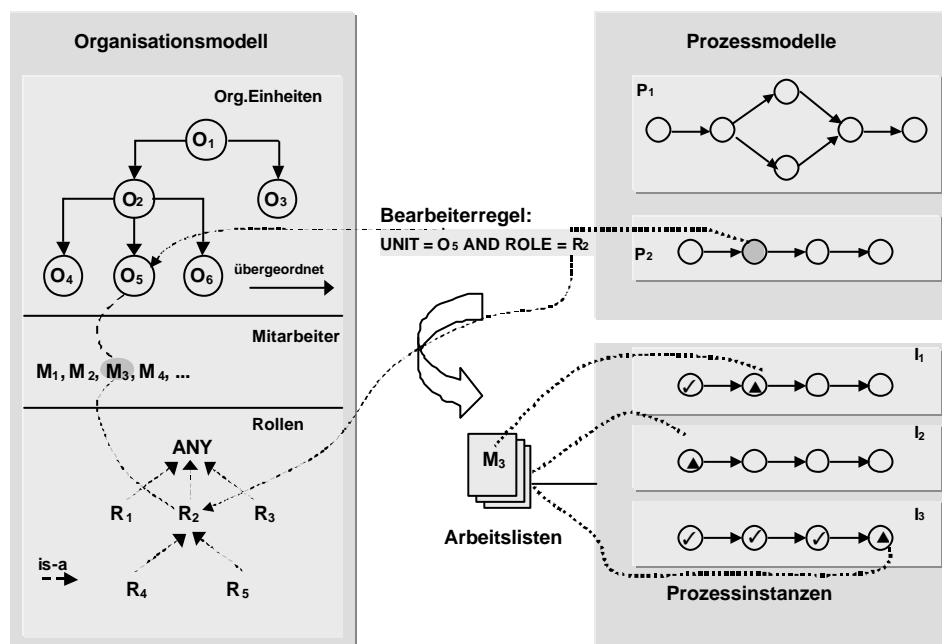 Organisationsmodell
Org.Einheiten
O1
O2
O3
O4
O5
O6
übergeordnet
Mitarbeiter
M1, M2, M3, M4, ...
Rollen
ANY
R1
R2
R3
is-a
R4
R5
Bearbeiterregel:
UNIT = O5 AND ROLE = R2
M3
Arbeitslisten
Prozessmodelle
P1
P2
I1
I2
I3
Prozessinstanzen